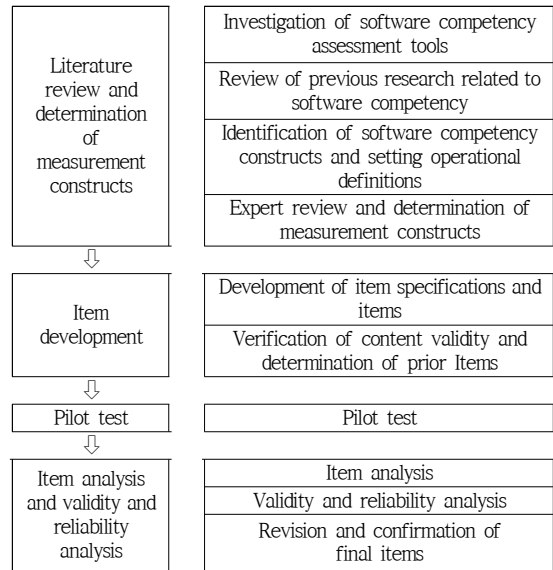 Literature
review and
determination
of
measurement
constructs
Investigation of software competency
assessment tools
Review of previous research related to
software competency
Identification of software competency
constructs and setting operational
definitions
Expert review and determination of
measurement constructs
Item
development
Development of item specifications and
items
Verification of content validity and
determination of prior Items
Pilot test
Pilot test
Item analysis
and validity and
reliability
analysis
Item analysis
Validity and reliability analysis
Revision and confirmation of
final items